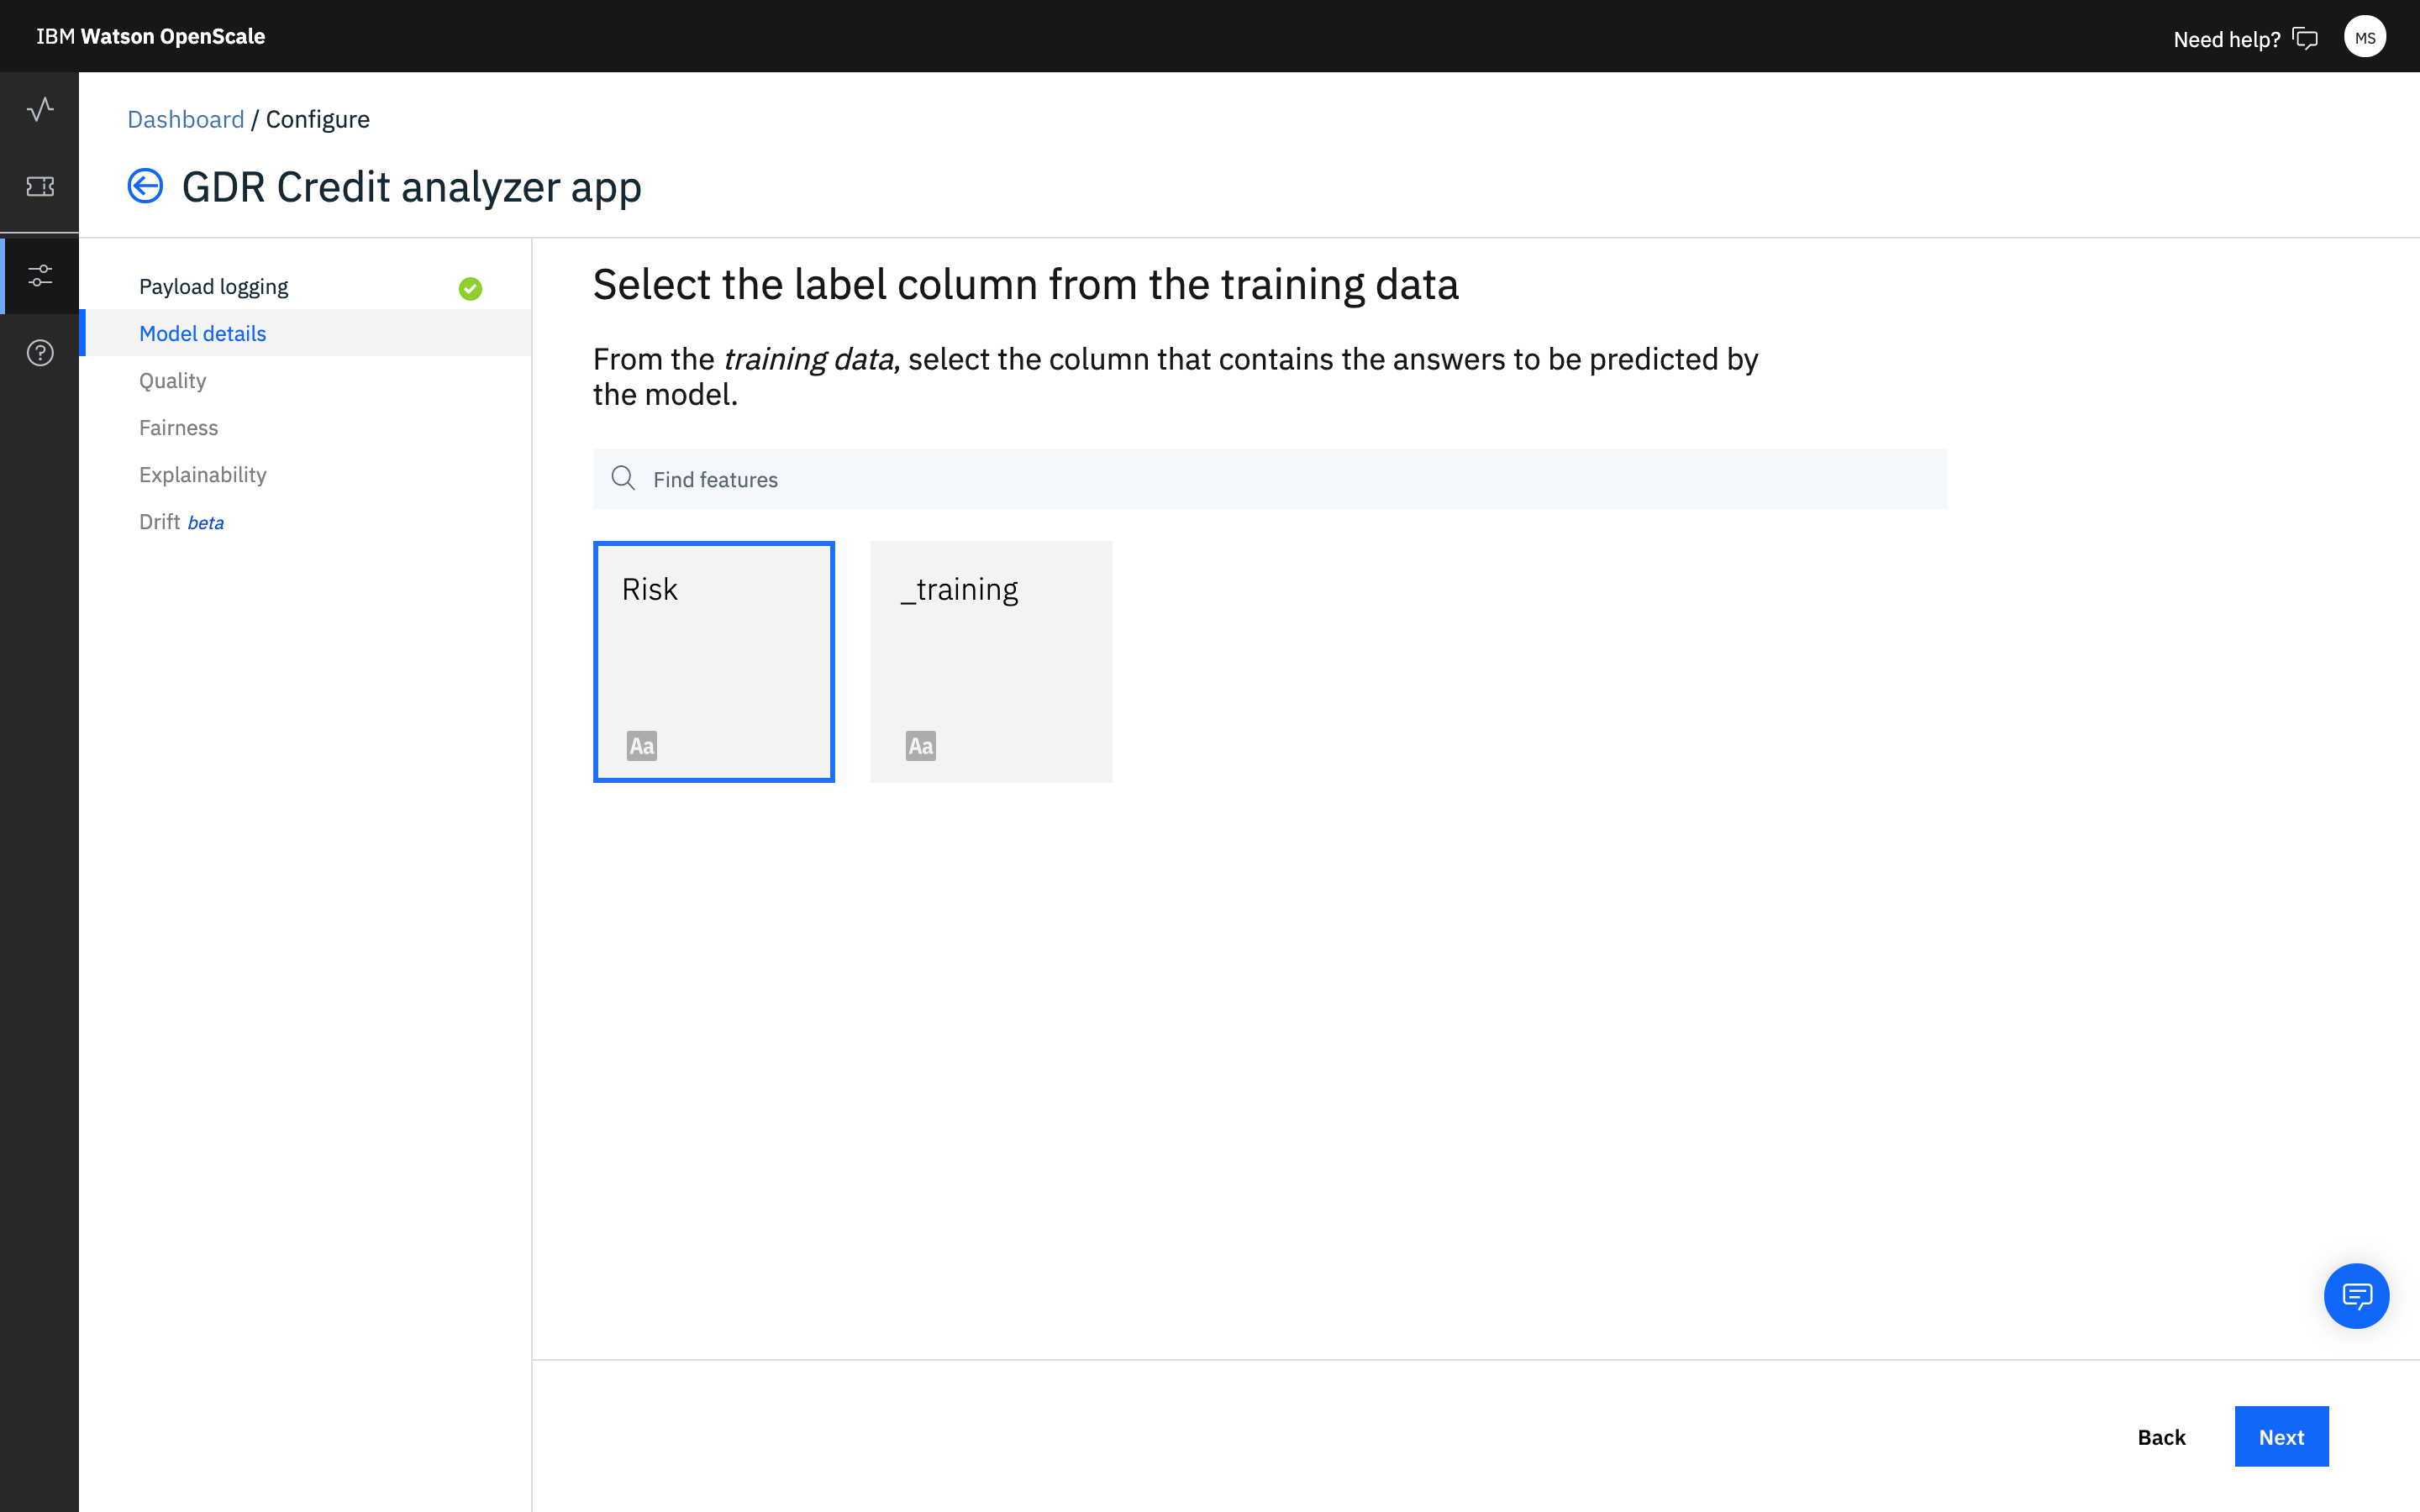 IBM Watson OpenScale
Need help?
MS
Dashboard / Configure
GDR Credit analyzer app
Payload logging
Model details
Quality
Fairness
Explainability
Drift beta
Select the label column from the training data
From the training data, select the column that contains the answers to be predicted by
the model.
Find features
Risk
_training
Aa
Aa
Back
Next